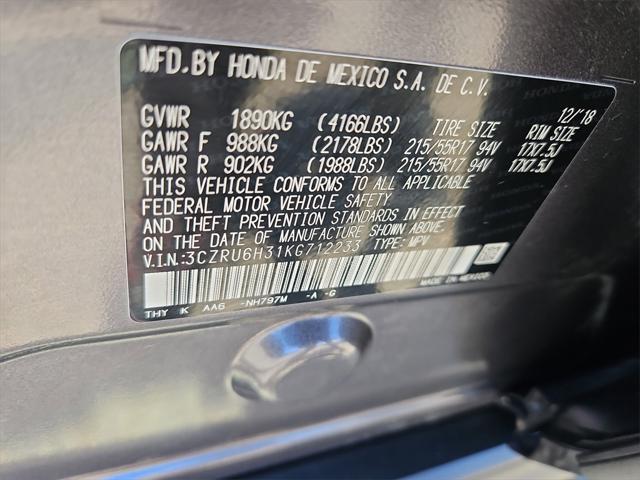 MFD.BY HONDA DE MEXICO S.A. DE C.V.
12/'18
GVWR 1890KG (4166LBS) TIRE SIZE RIM SIZE
GAWR F 988KG (2178LBS) 215/55R17 94V 17X7.5J
GAWR R 902KG (1988LBS) 215/55R17 94V 17X7.5J
THIS VEHICLE CONFORMS TO ALL APPLICABLE
FEDERAL MOTOR VEHICLE SAFETY
AND THEFT PREVENTION STANDARDS IN EFFECT
ON THE DATE OF MANUFACTURE SHOWN ABOVE.
V.I.N.:3CZRU6H31KG712233 TYPE: MPV
MADE IN MEXICO
THY K AA6 -NH797M -A -G